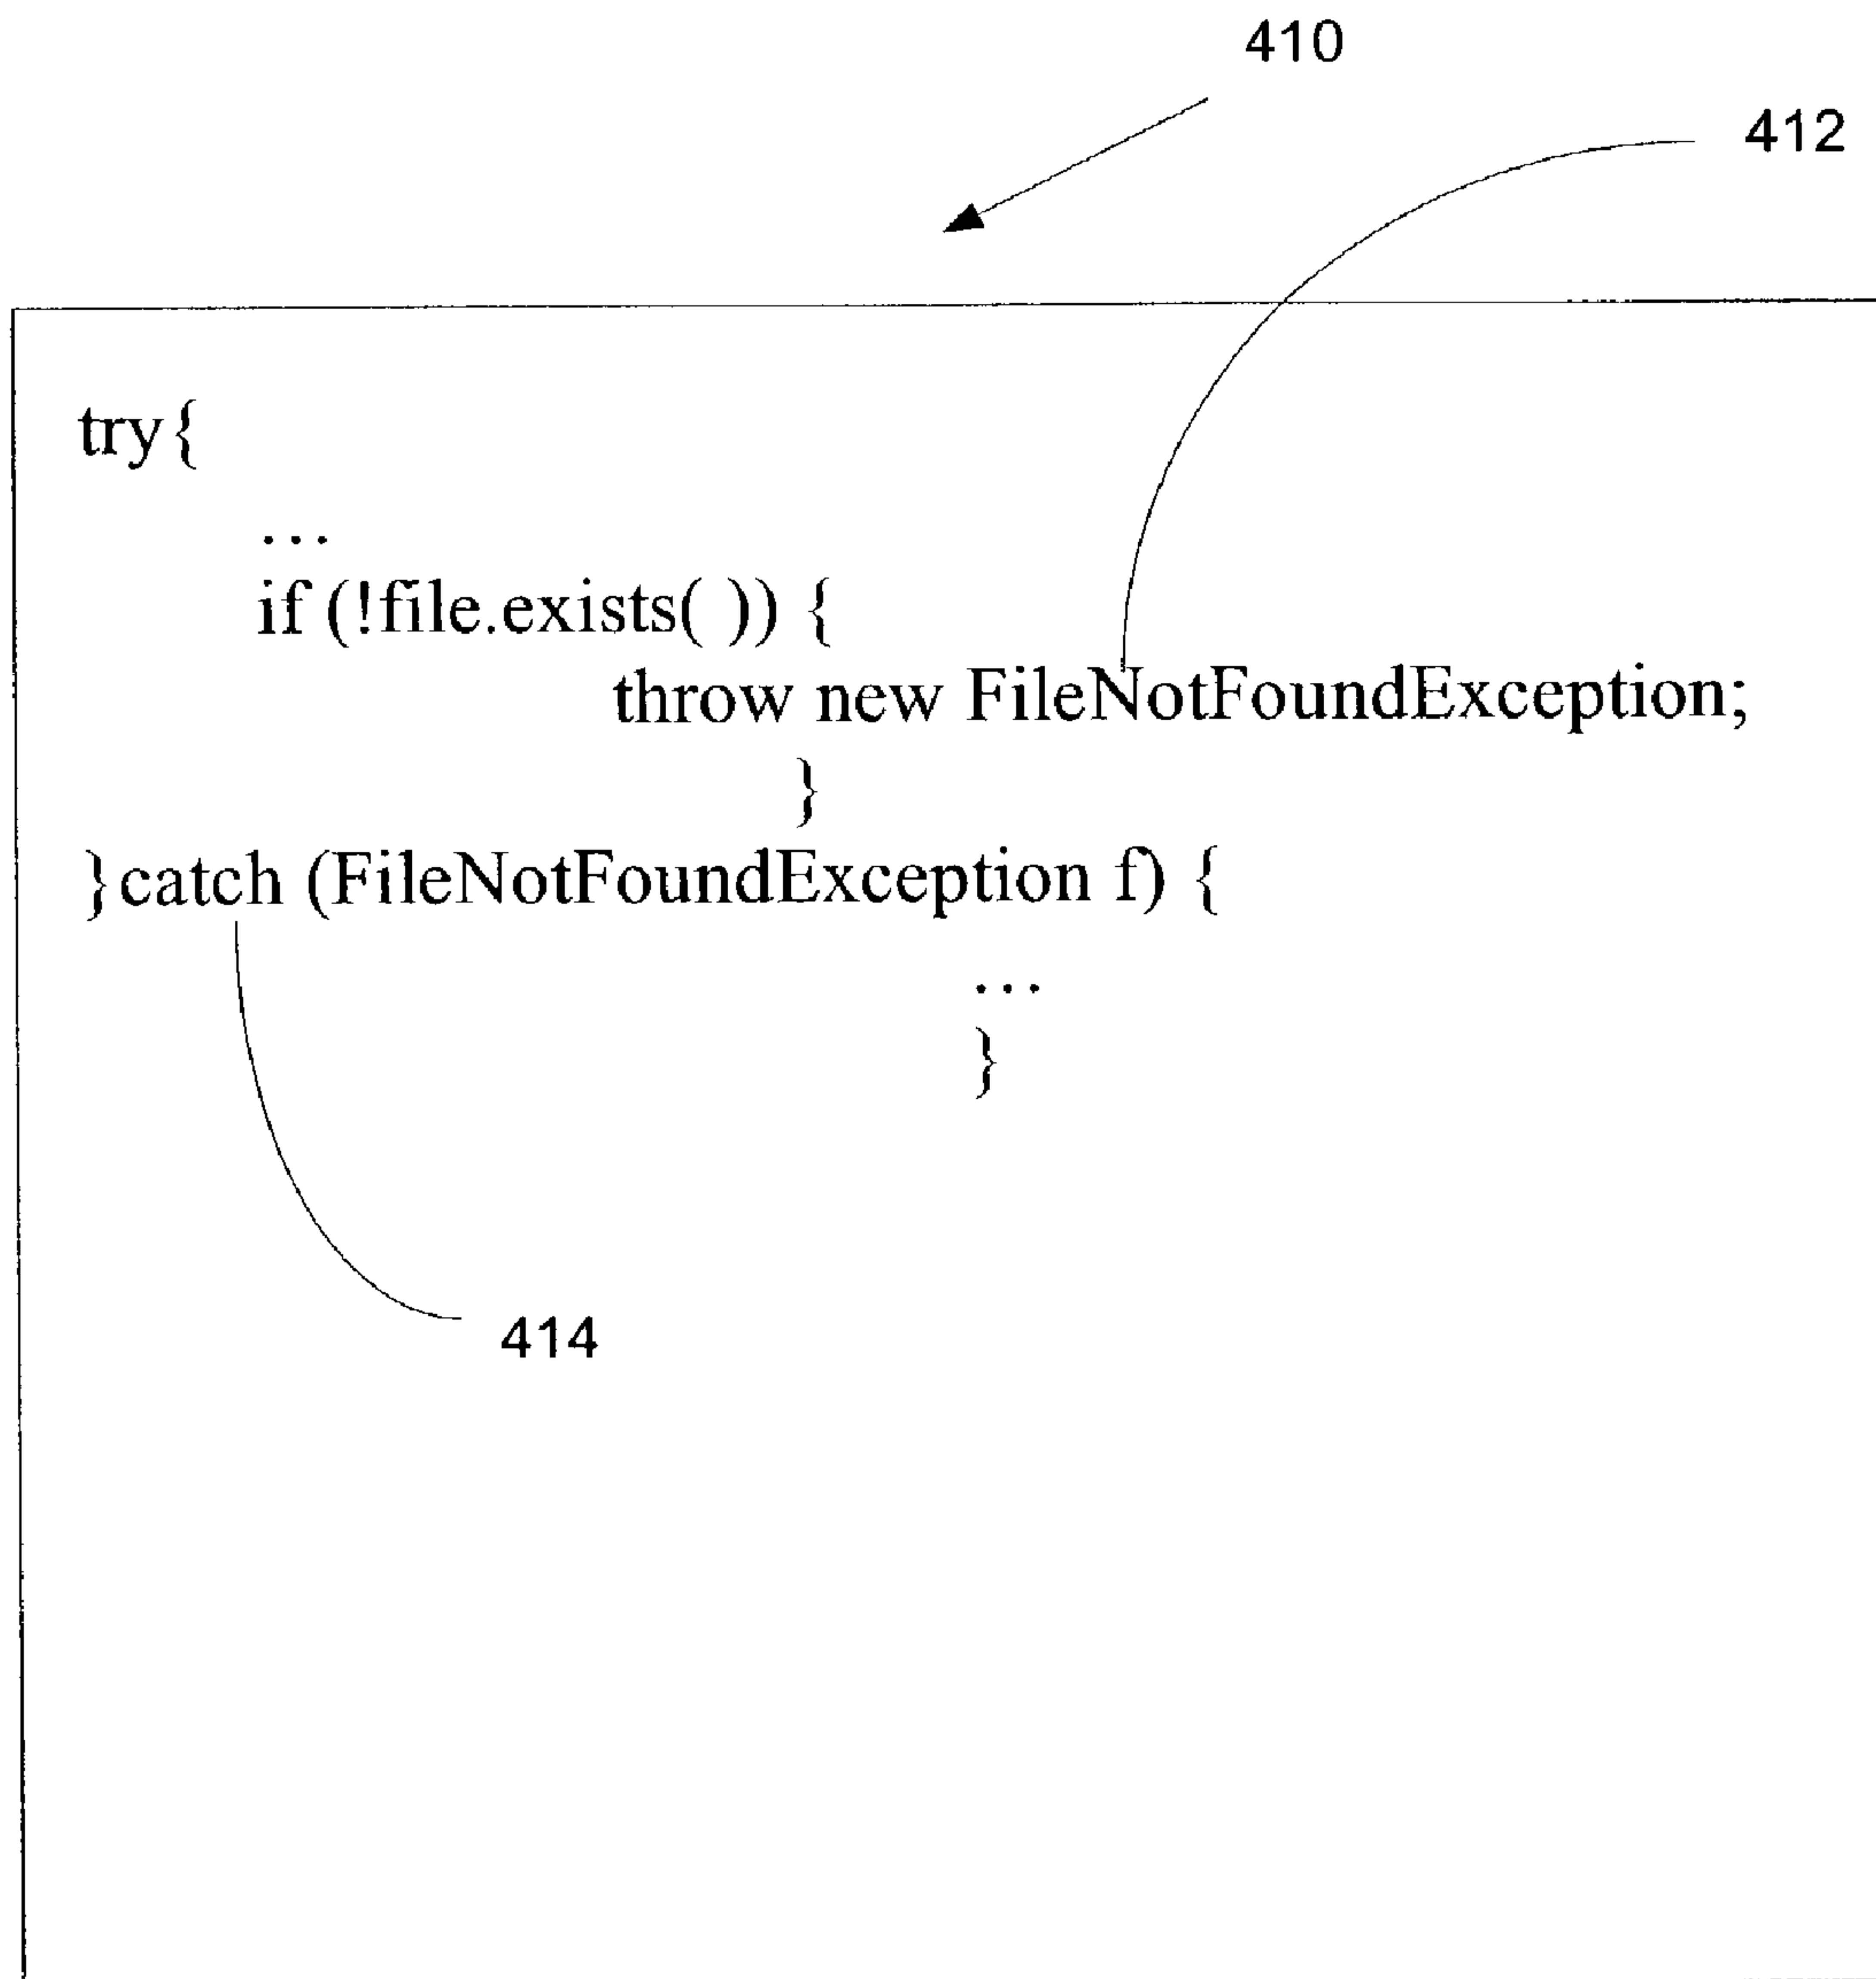 410
412
try{
...
if (!file.exists( )) {
throw new FileNotFoundException;
}
}catch (FileNotFoundException f) {
...
}
414